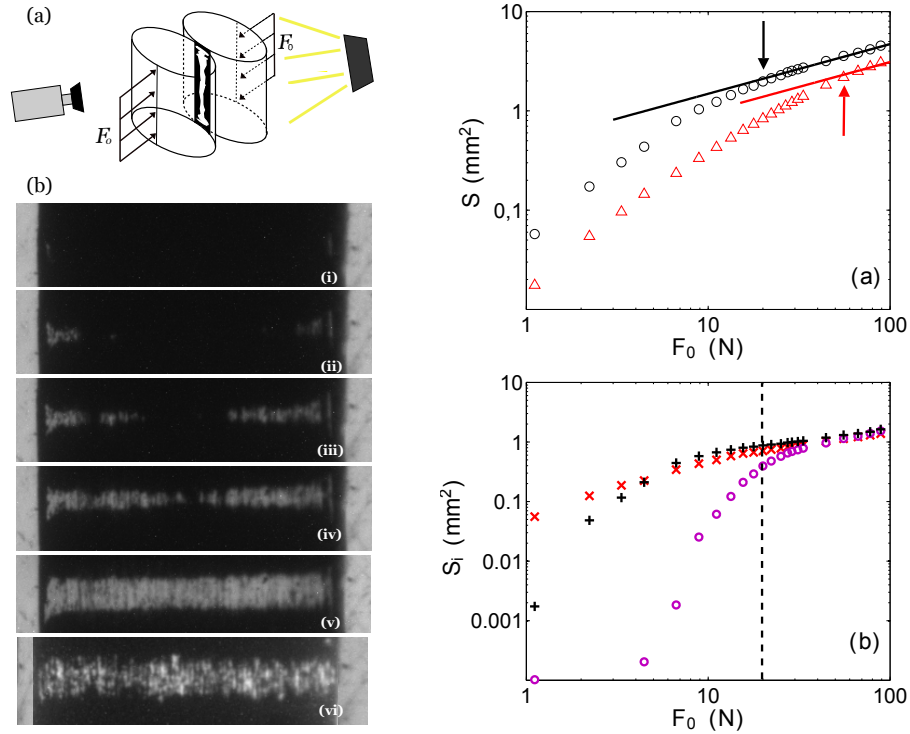 (a)
F₀
F₀
(b)
(i)
(ii)
(iii)
(iv)
(v)
(vi)
10
1
0,1
S (mm²)
(a)
1
10
100
F₀ (N)
10
1
0.1
0.01
0.001
Sᵢ (mm²)
(b)
1
10
100
F₀ (N)